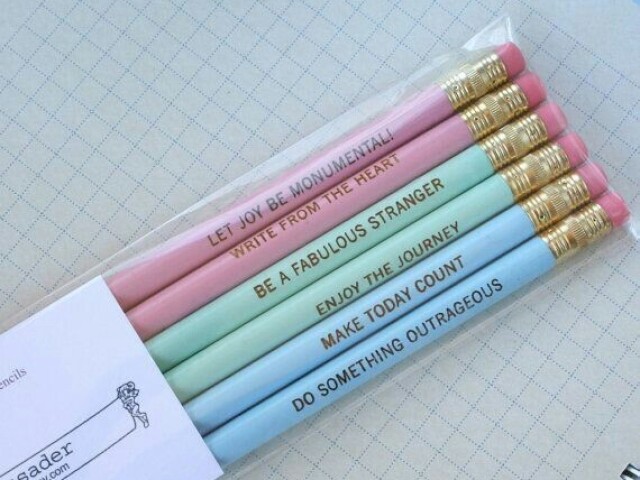 LET JOY BE MONUMENTAL!
WRITE FROM THE HEART
BE A FABULOUS STRANGER
ENJOY THE JOURNEY
MAKE TODAY COUNT
DO SOMETHING OUTRAGEOUS